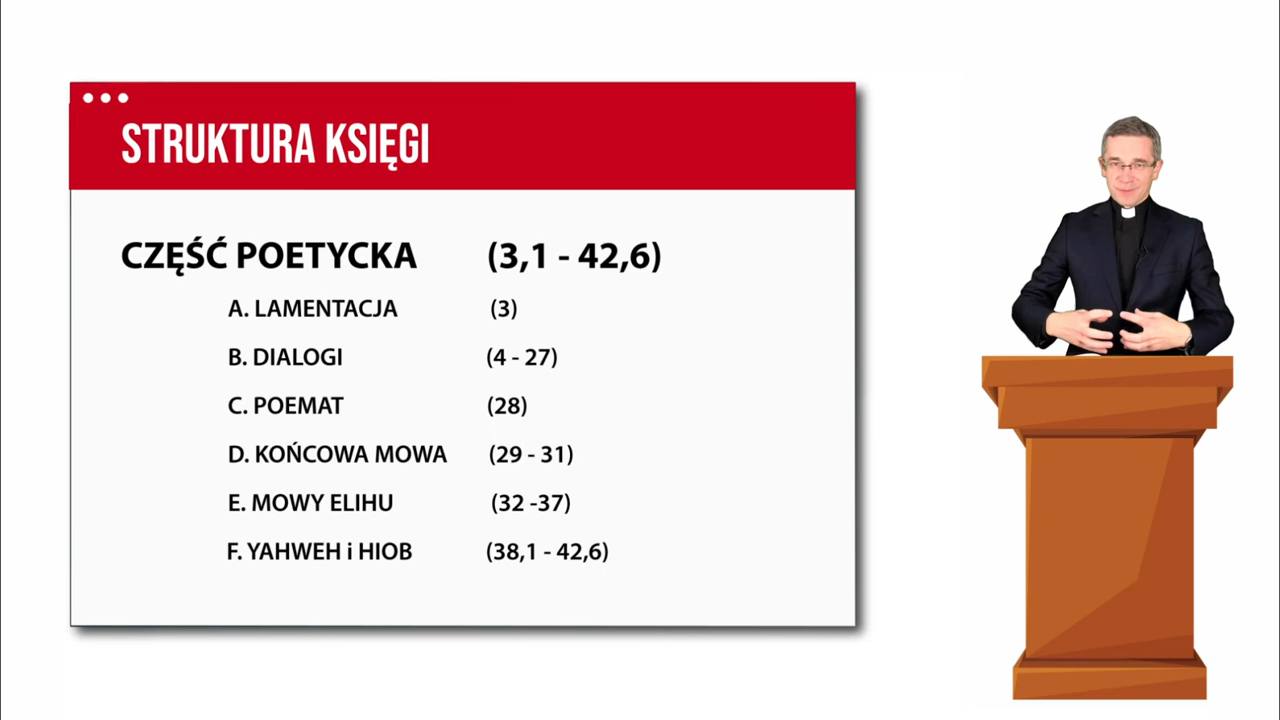 STRUKTURA KSIĘGI
CZĘŚĆ POETYCKA (3,1 - 42,6)
A. LAMENTACJA (3)
B. DIALOGI (4 - 27)
C. POEMAT (28)
D. KOŃCOWA MOWA (29 - 31)
E. MOWY ELIHU (32 -37)
F. YAHWEH i HIOB (38,1 - 42,6)